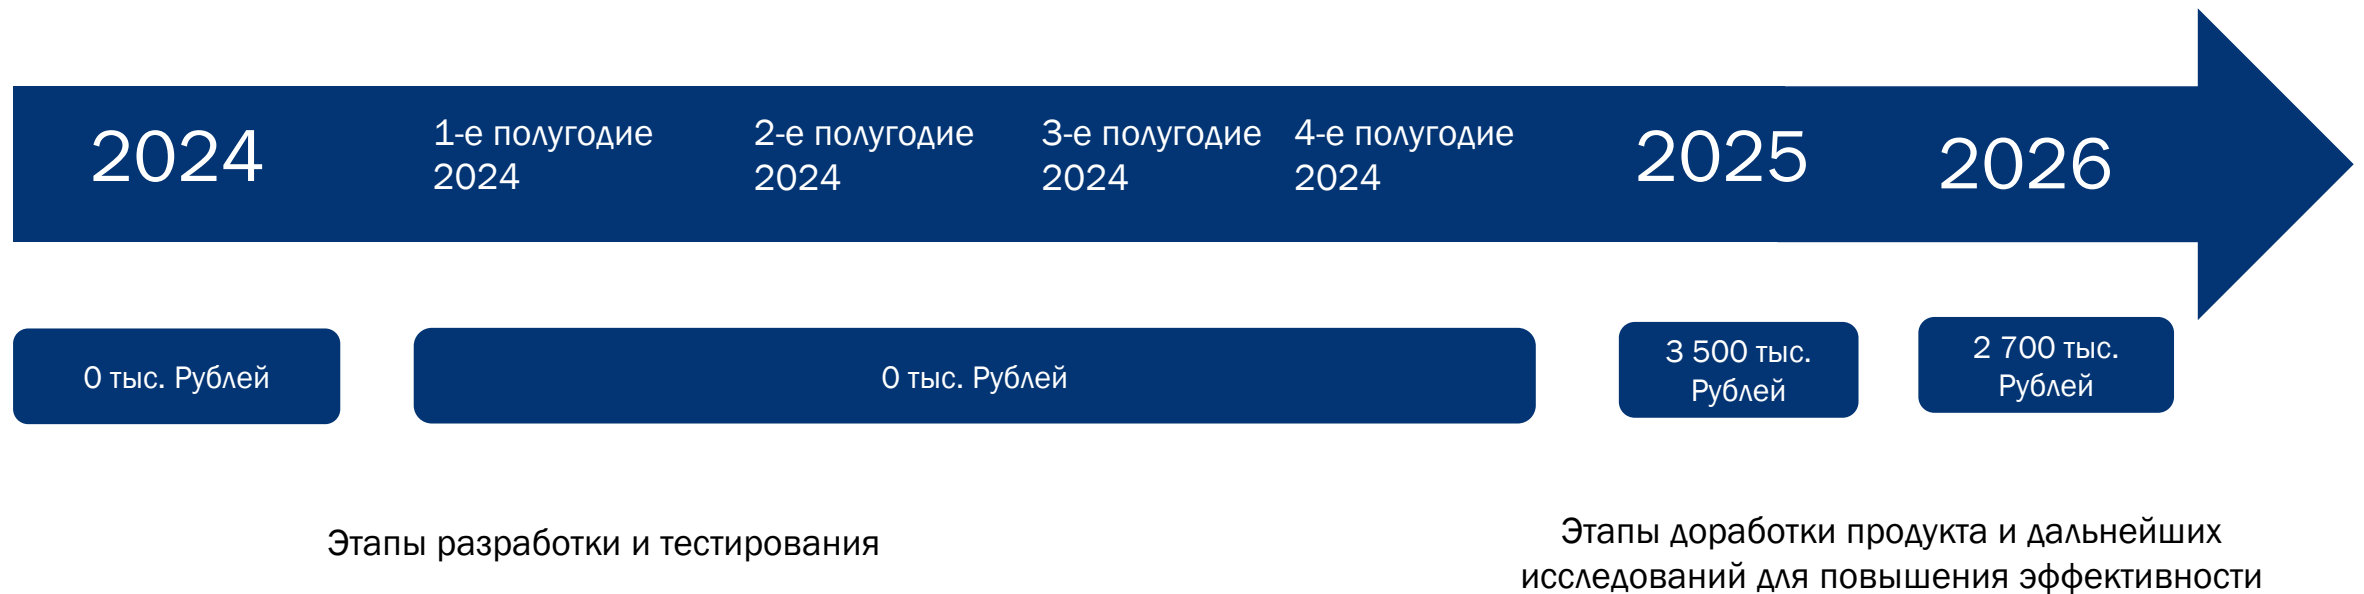 2024
1-е полугодие
2024
2-е полугодие
2024
3-е полугодие
2024
4-е полугодие
2024
2025
2026
0 тыс. Рублей
0 тыс. Рублей
3 500 тыс.
Рублей
2 700 тыс.
Рублей
Этапы разработки и тестирования
Этапы доработки продукта и дальнейших
исследований для повышения эффективности